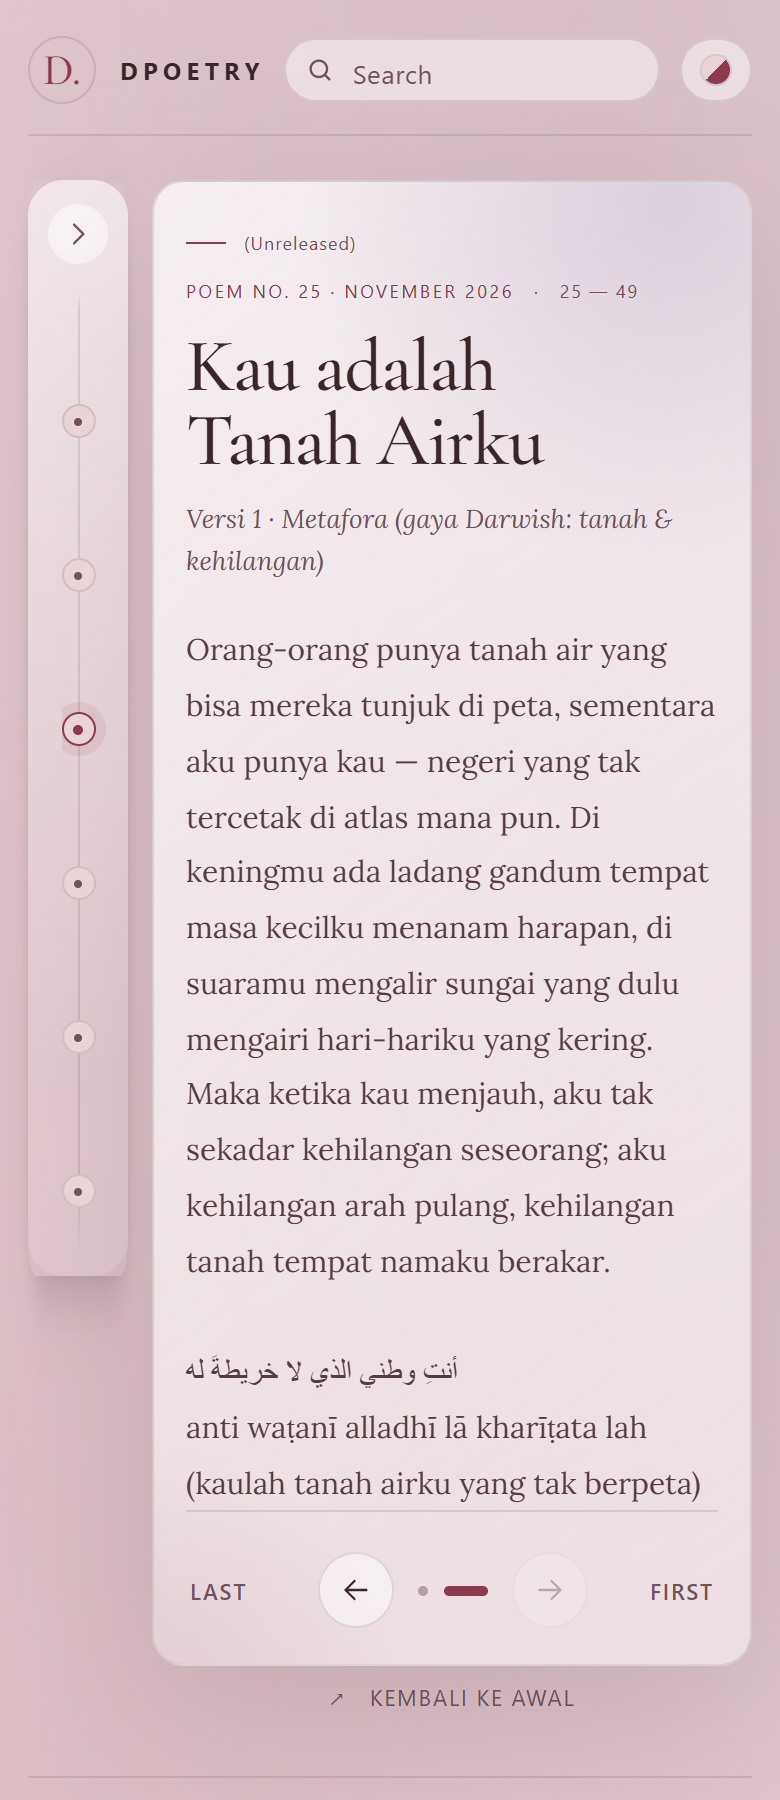 D.
DPOETRY
Search
(Unreleased)
POEM NO. 25 · NOVEMBER 2026 · 25 — 49
Kau adalah
Tanah Airku
Versi 1 · Metafora (gaya Darwish: tanah &
kehilangan)
Orang-orang punya tanah air yang
bisa mereka tunjuk di peta, sementara
aku punya kau — negeri yang tak
tercetak di atlas mana pun. Di
keningmu ada ladang gandum tempat
masa kecilku menanam harapan, di
suaramu mengalir sungai yang dulu
mengairi hari-hariku yang kering.
Maka ketika kau menjauh, aku tak
sekadar kehilangan seseorang; aku
kehilangan arah pulang, kehilangan
tanah tempat namaku berakar.
أنتِ وطني الذي لا خريطةَ له
anti waṭanī alladhī lā kharīṭata lah
(kaulah tanah airku yang tak berpeta)
LAST
FIRST
↗ KEMBALI KE AWAL